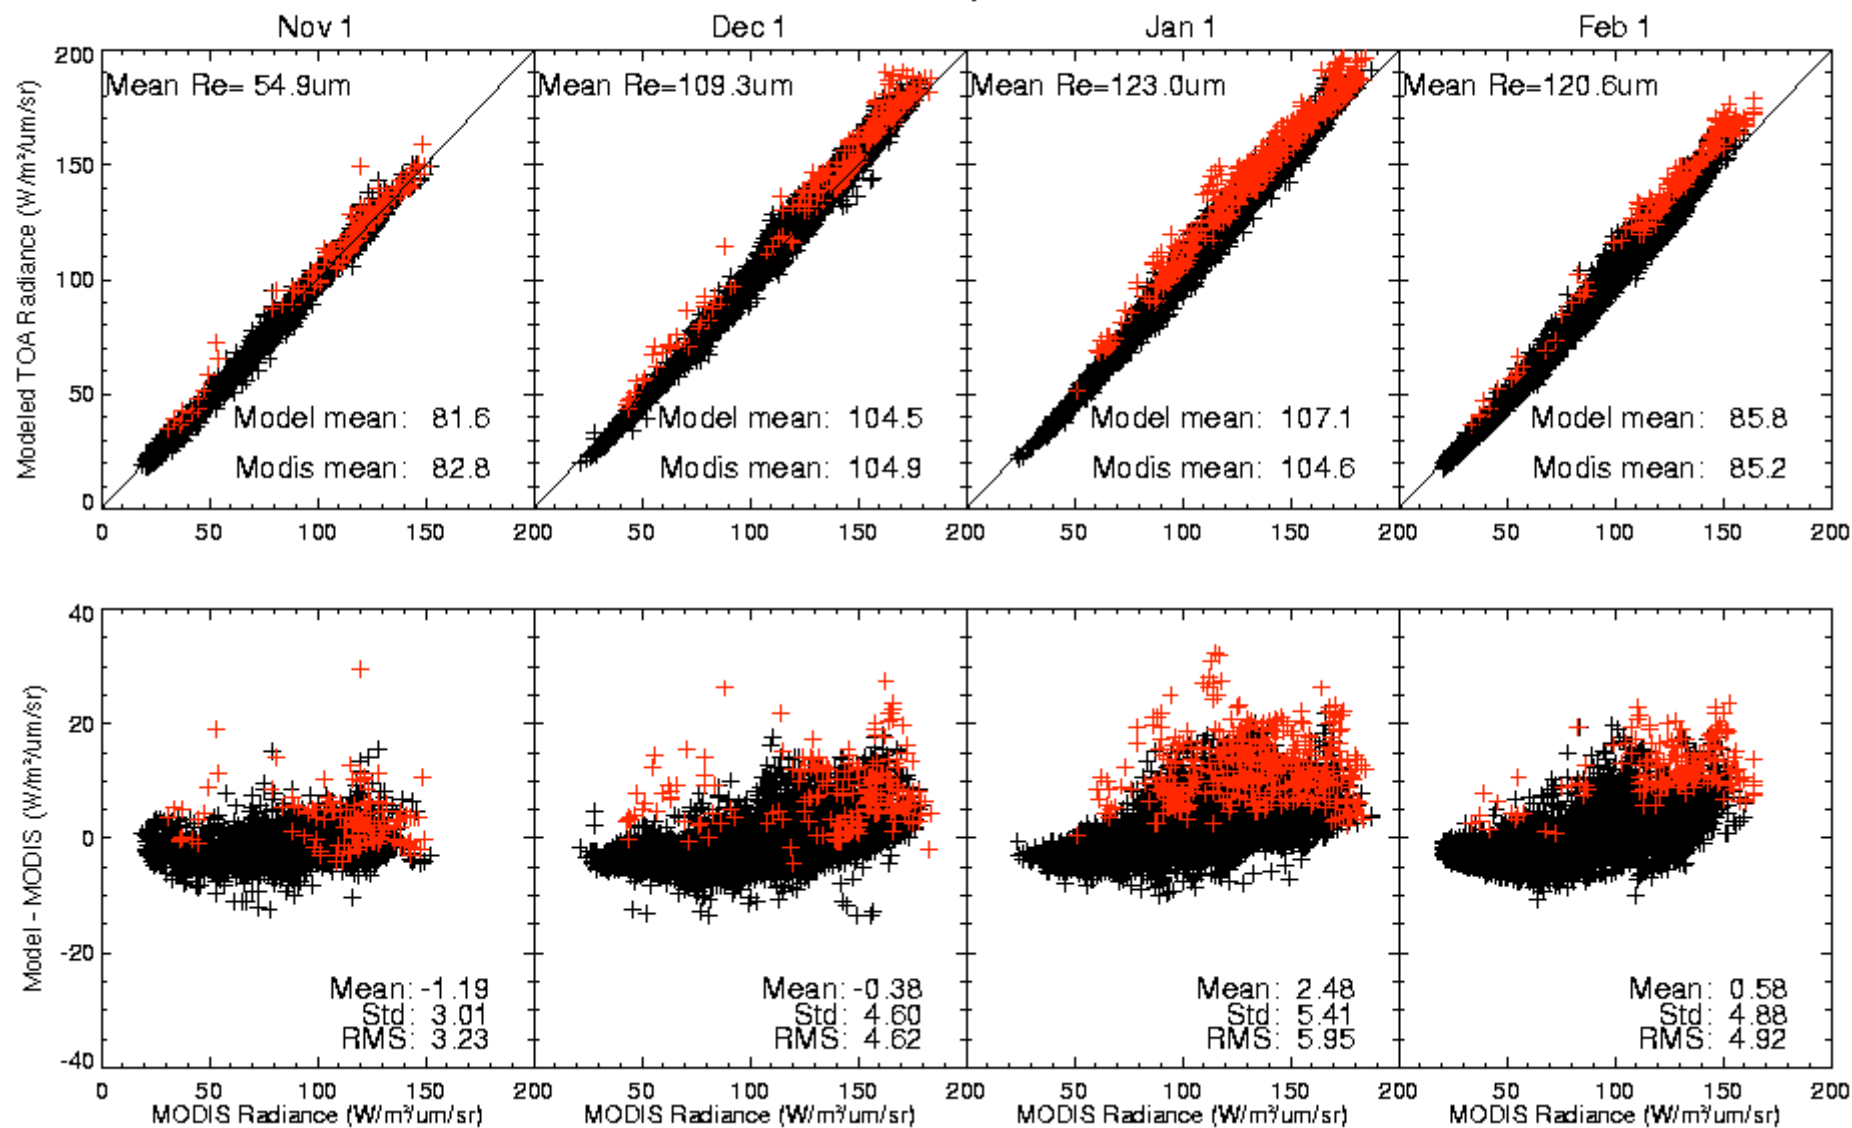 Nov 1
Dec 1
Jan 1
Feb 1
Modeled TOA Radiance (W/m²/um/sr)
200
150
100
50
0
Mean Re= 54.9um
Model mean: 81.6
Modis mean: 82.8
Mean Re=109.3um
Model mean: 104.5
Modis mean: 104.9
Mean Re=123.0um
Model mean: 107.1
Modis mean: 104.6
Mean Re=120.6um
Model mean: 85.8
Modis mean: 85.2
0 50 100 150 200 50 100 150 200 50 100 150 200 50 100 150 200
Model - MODIS (W/m²/um/sr)
40
20
0
-20
-40
Mean: -1.19
Std: 3.01
RMS: 3.23
Mean: -0.38
Std: 4.60
RMS: 4.62
Mean: 2.48
Std: 5.41
RMS: 5.95
Mean: 0.58
Std: 4.88
RMS: 4.92
0 50 100 150 200 50 100 150 200 50 100 150 200 50 100 150 200
MODIS Radiance (W/m²/um/sr)
MODIS Radiance (W/m²/um/sr)
MODIS Radiance (W/m²/um/sr)
MODIS Radiance (W/m²/um/sr)